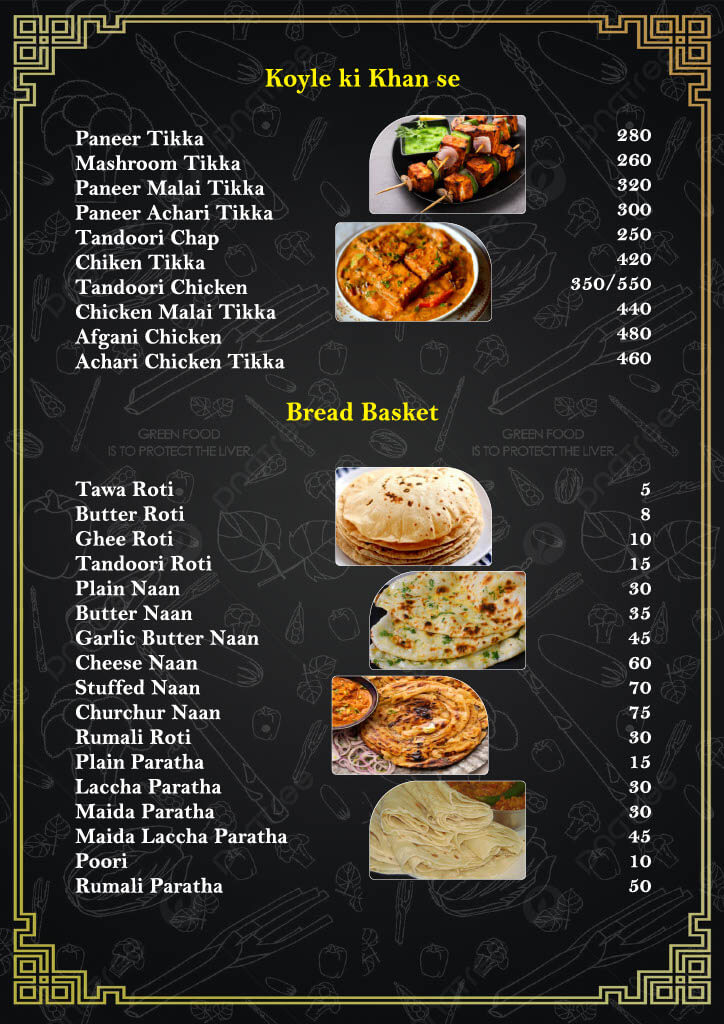 Koyle ki Khan se
Paneer Tikka 280
Mashroom Tikka 260
Paneer Malai Tikka 320
Paneer Achari Tikka 300
Tandoori Chap 250
Chiken Tikka 420
Tandoori Chicken 350/550
Chicken Malai Tikka 440
Afgani Chicken 480
Achari Chicken Tikka 460
Bread Basket
GREEN FOOD GREEN FOOD
IS TO PROTECT THE LIVER. IS TO PROTECT THE LIVER.
Tawa Roti 5
Butter Roti 8
Ghee Roti 10
Tandoori Roti 15
Plain Naan 30
Butter Naan 35
Garlic Butter Naan 45
Cheese Naan 60
Stuffed Naan 70
Churchur Naan 75
Rumali Roti 30
Plain Paratha 15
Laccha Paratha 30
Maida Paratha 30
Maida Laccha Paratha 45
Poori 10
Rumali Paratha 50